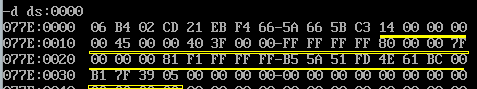 -d ds:0000
077E:0000 06 B4 02 CD 21 EB F4 66-5A 66 5B C3 14 00 00 00
077E:0010 00 45 00 00 40 3F 00 00-FF FF FF FF 80 00 00 7F
077E:0020 00 00 00 81 F1 FF FF FF-B5 5A 51 FD 4E 61 BC 00
077E:0030 B1 7F 39 05 00 00 00 00-00 00 00 00 00 00 00 00